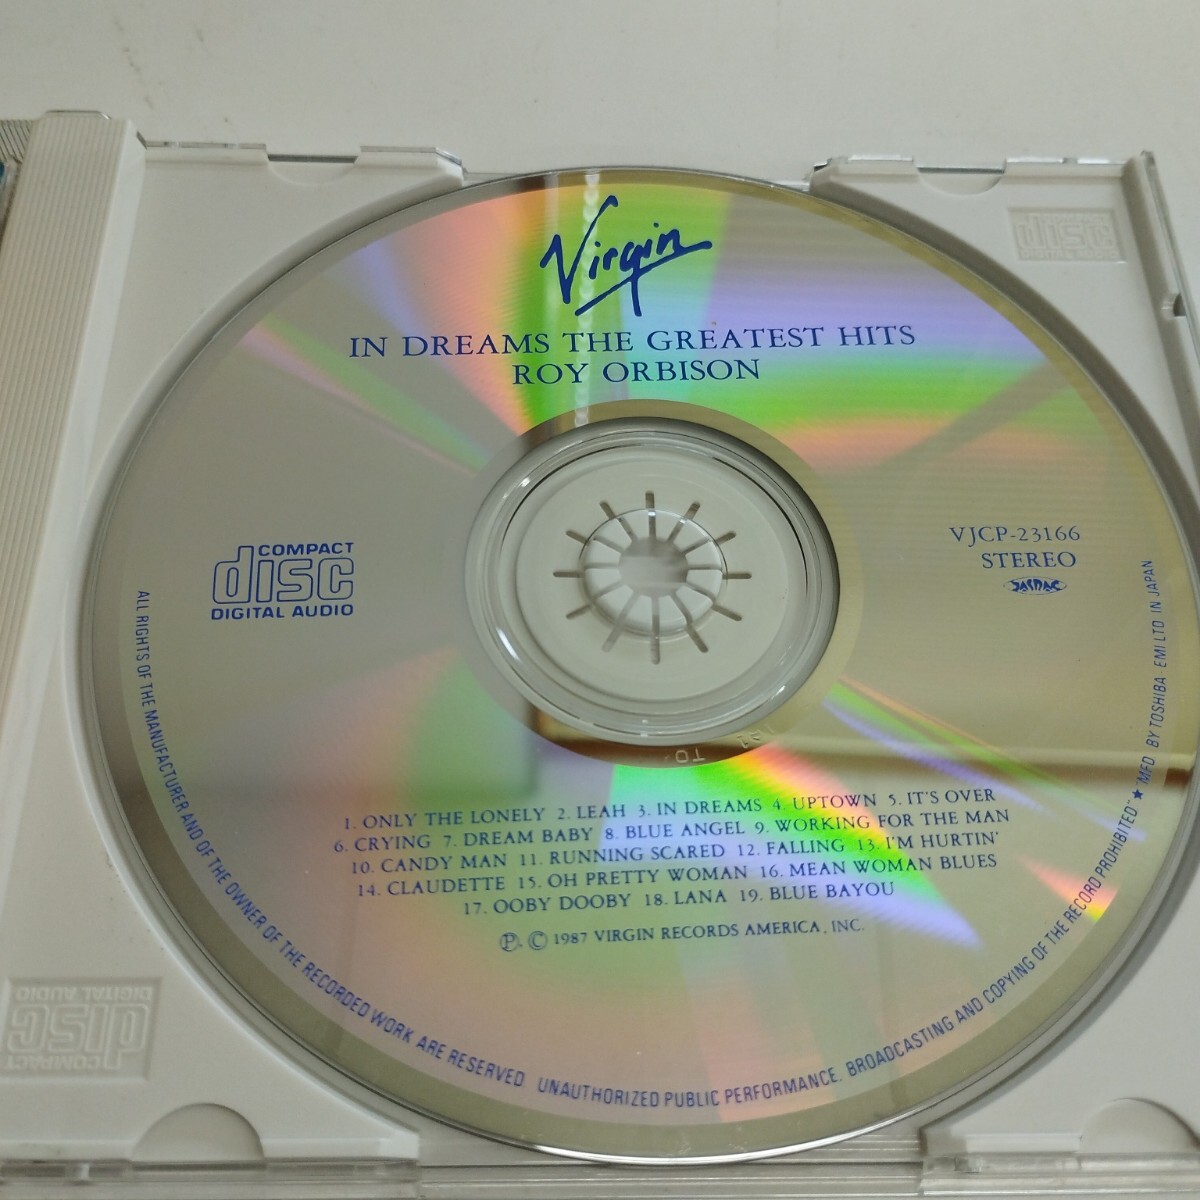 Virgin
IN DREAMS THE GREATEST HITS
ROY ORBISON
COMPACT
disc
DIGITAL AUDIO
VJCP-23166
STEREO
JASRAC
1. ONLY THE LONELY 2. LEAH 3. IN DREAMS 4. UPTOWN 5. IT'S OVER
6. CRYING 7. DREAM BABY 8. BLUE ANGEL 9. WORKING FOR THE MAN
10. CANDY MAN 11. RUNNING SCARED 12. FALLING 13. I'M HURTIN'
14. CLAUDETTE 15. OH PRETTY WOMAN 16. MEAN WOMAN BLUES
17. OOBY DOOBY 18. LANA 19. BLUE BAYOU
Ⓟ, © 1987 VIRGIN RECORDS AMERICA, INC.
ALL RIGHTS OF THE MANUFACTURER AND OF THE OWNER OF THE RECORDED WORK ARE RESERVED. UNAUTHORIZED PUBLIC PERFORMANCE. BROADCASTING AND COPYING OF THE RECORD PROHIBITED" ★ "MFD BY TOSHIBA EMI LTD IN JAPAN
disc
COMPACT
disc
DIGITAL AUDIO